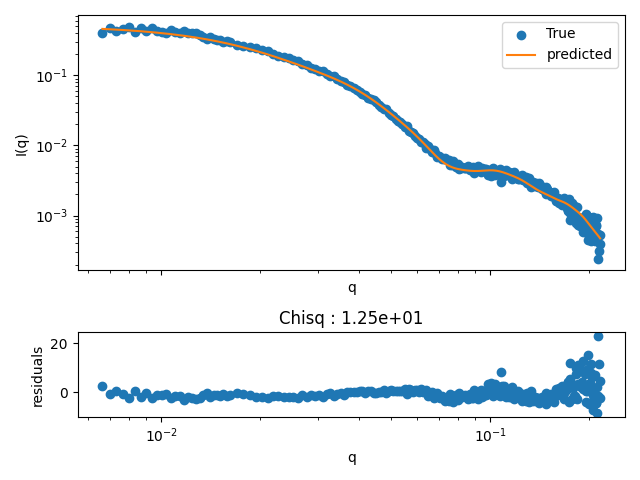 True
predicted
10⁻¹
10⁻²
10⁻³
I(q)
q
Chisq : 1.25e+01
20
0
residuals
10⁻²
10⁻¹
q